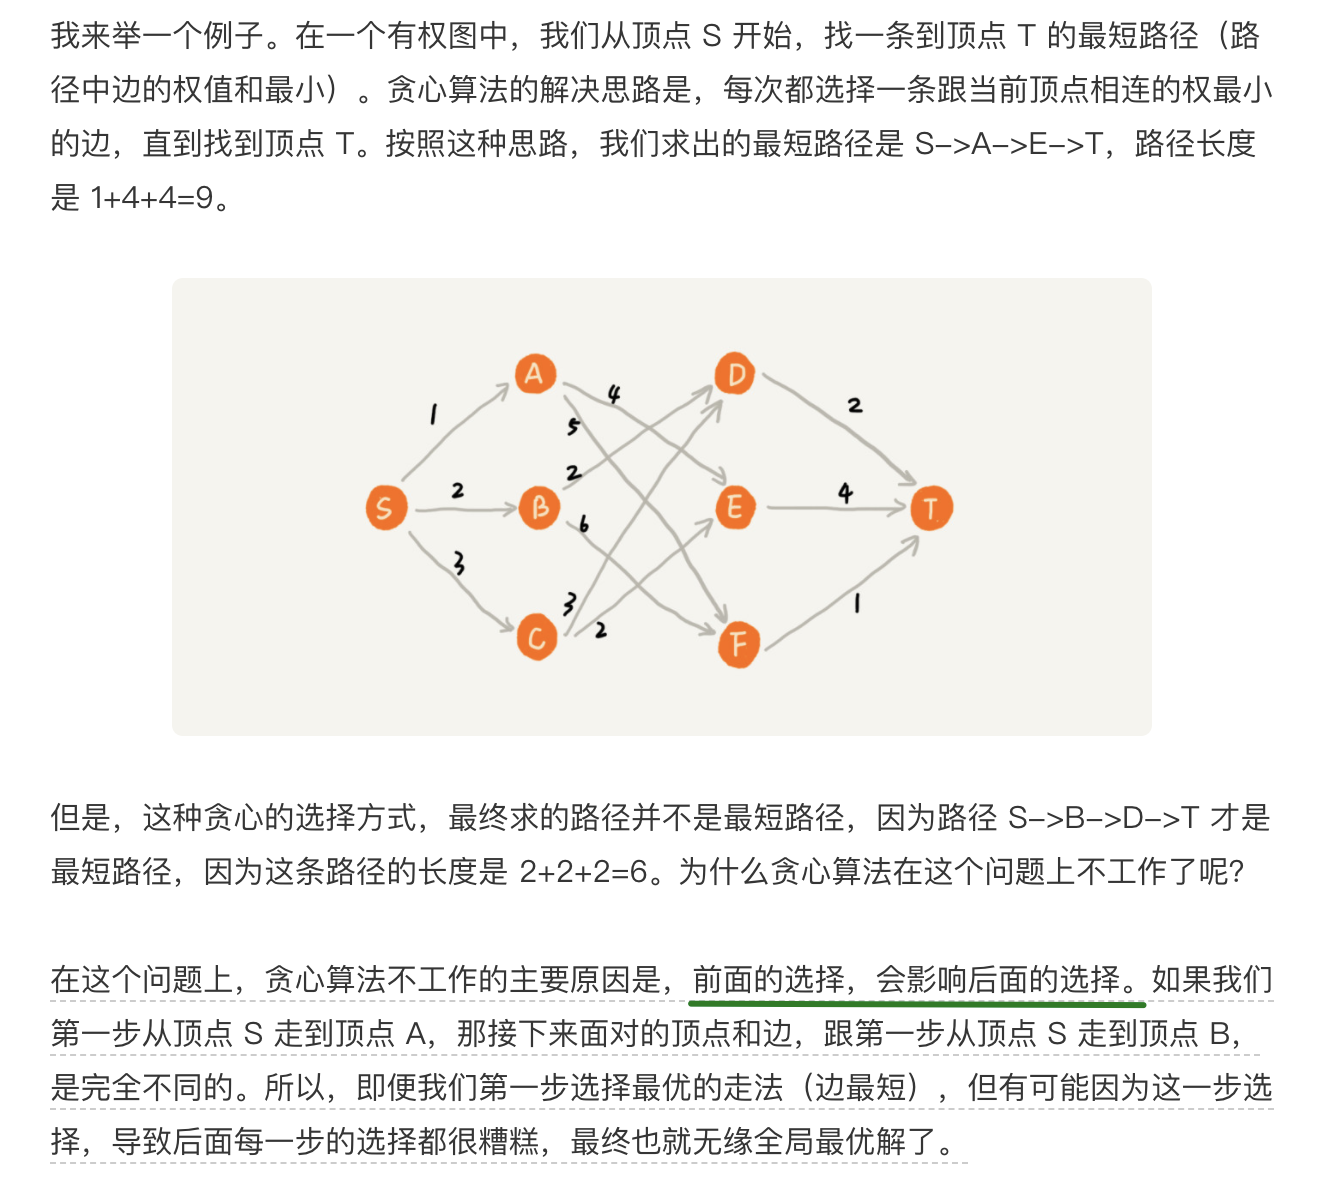 我来举一个例子。在一个有权图中，我们从顶点 S 开始，找一条到顶点 T 的最短路径（路
径中边的权值和最小）。贪心算法的解决思路是，每次都选择一条跟当前顶点相连的权最小
的边，直到找到顶点 T。按照这种思路，我们求出的最短路径是 S->A->E->T，路径长度
是 1+4+4=9。
A
D
4
2
1
5
2
S
2
B
E
4
T
6
3
3
2
1
C
F
但是，这种贪心的选择方式，最终求的路径并不是最短路径，因为路径 S->B->D->T 才是
最短路径，因为这条路径的长度是 2+2+2=6。为什么贪心算法在这个问题上不工作了呢？
在这个问题上，贪心算法不工作的主要原因是，前面的选择，会影响后面的选择。如果我们
第一步从顶点 S 走到顶点 A，那接下来面对的顶点和边，跟第一步从顶点 S 走到顶点 B，
是完全不同的。所以，即便我们第一步选择最优的走法（边最短），但有可能因为这一步选
择，导致后面每一步的选择都很糟糕，最终也就无缘全局最优解了。